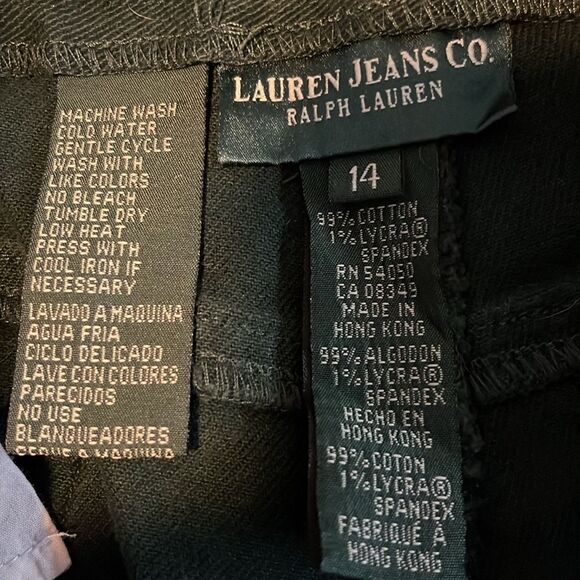 LAUREN JEANS CO.
RALPH LAUREN
14
99% COTTON
1% LYCRA®
SPANDEX
RN 54050
CA 08349
MADE IN
HONG KONG
99% ALGODON
1% LYCRA®
SPANDEX
HECHO EN
HONG KONG
99% COTON
1% LYCRA®
SPANDEX
FABRIQUÉ À
HONG KONG
MACHINE WASH
COLD WATER
GENTLE CYCLE
WASH WITH
LIKE COLORS
NO BLEACH
TUMBLE DRY
LOW HEAT
PRESS WITH
COOL IRON IF
NECESSARY
LAVADO A MAQUINA
AGUA FRIA
CICLO DELICADO
LAVE CON COLORES
PARECIDOS
NO USE
BLANQUEADORES
A MAQUINA